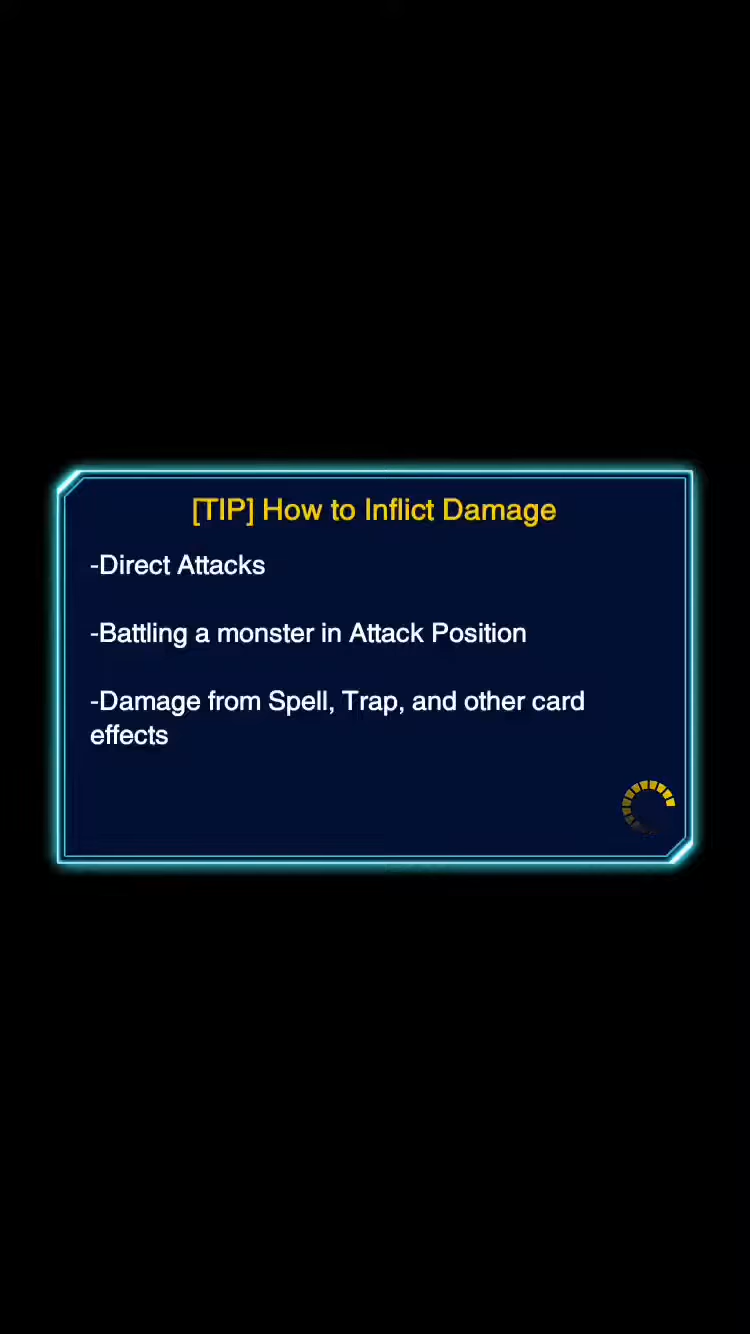 [TIP] How to Inflict Damage
-Direct Attacks
-Battling a monster in Attack Position
-Damage from Spell, Trap, and other card
effects